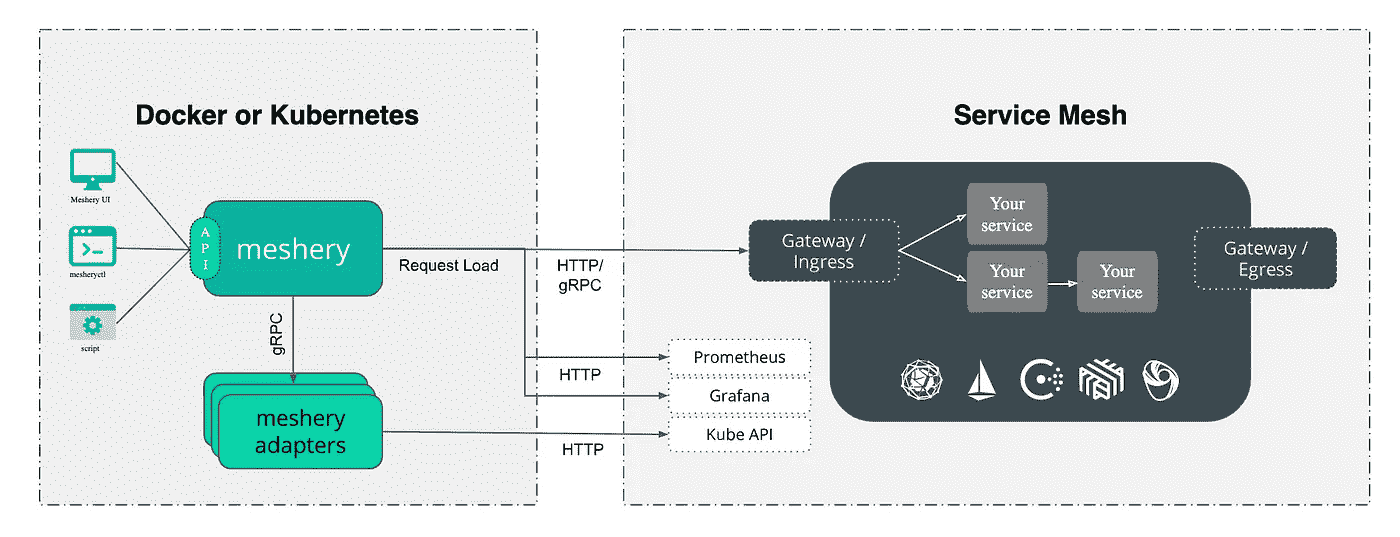 Docker or Kubernetes
Meshery UI
mesheryctl
script
API
meshery
gRPC
meshery
adapters
Request Load
HTTP/
gRPC
HTTP
HTTP
Service Mesh
Gateway /
Ingress
Your
service
Your
service
Your
service
Gateway /
Egress
Prometheus
Grafana
Kube API